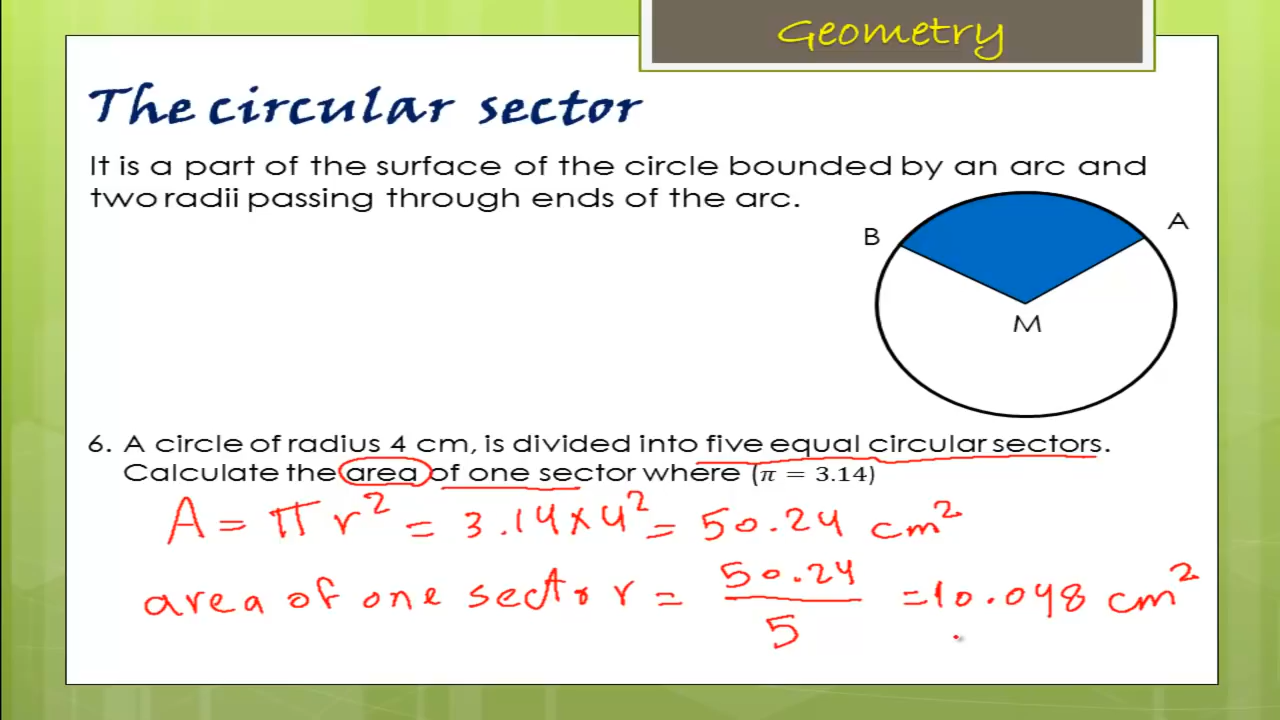 Geometry
The circular sector
It is a part of the surface of the circle bounded by an arc and
two radii passing through ends of the arc.
B
A
M
6. A circle of radius 4 cm, is divided into five equal circular sectors.
Calculate the area of one sector where (π = 3.14)
A = π r² = 3.14 × 4² = 50.24 cm²
area of one sector r = 50.24 / 5 = 10.048 cm²